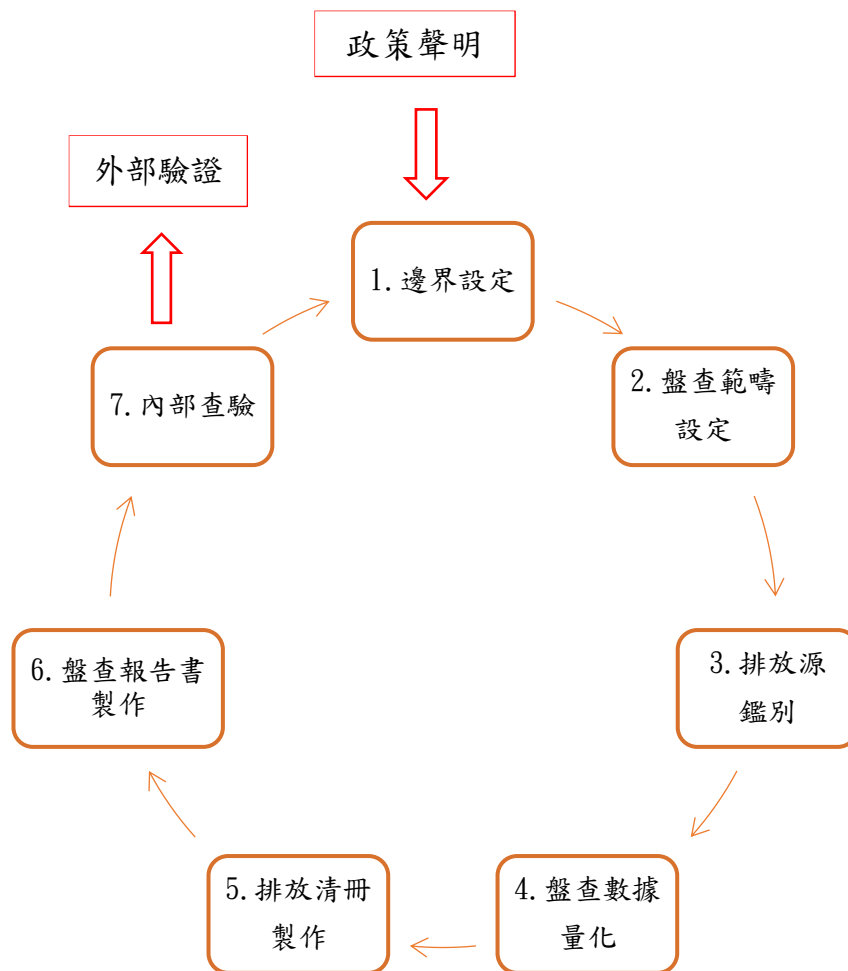 政策聲明
外部驗證
1.邊界設定
2.盤查範疇
設定
3.排放源
鑑別
4.盤查數據
量化
5.排放清冊
製作
6.盤查報告書
製作
7.內部查驗